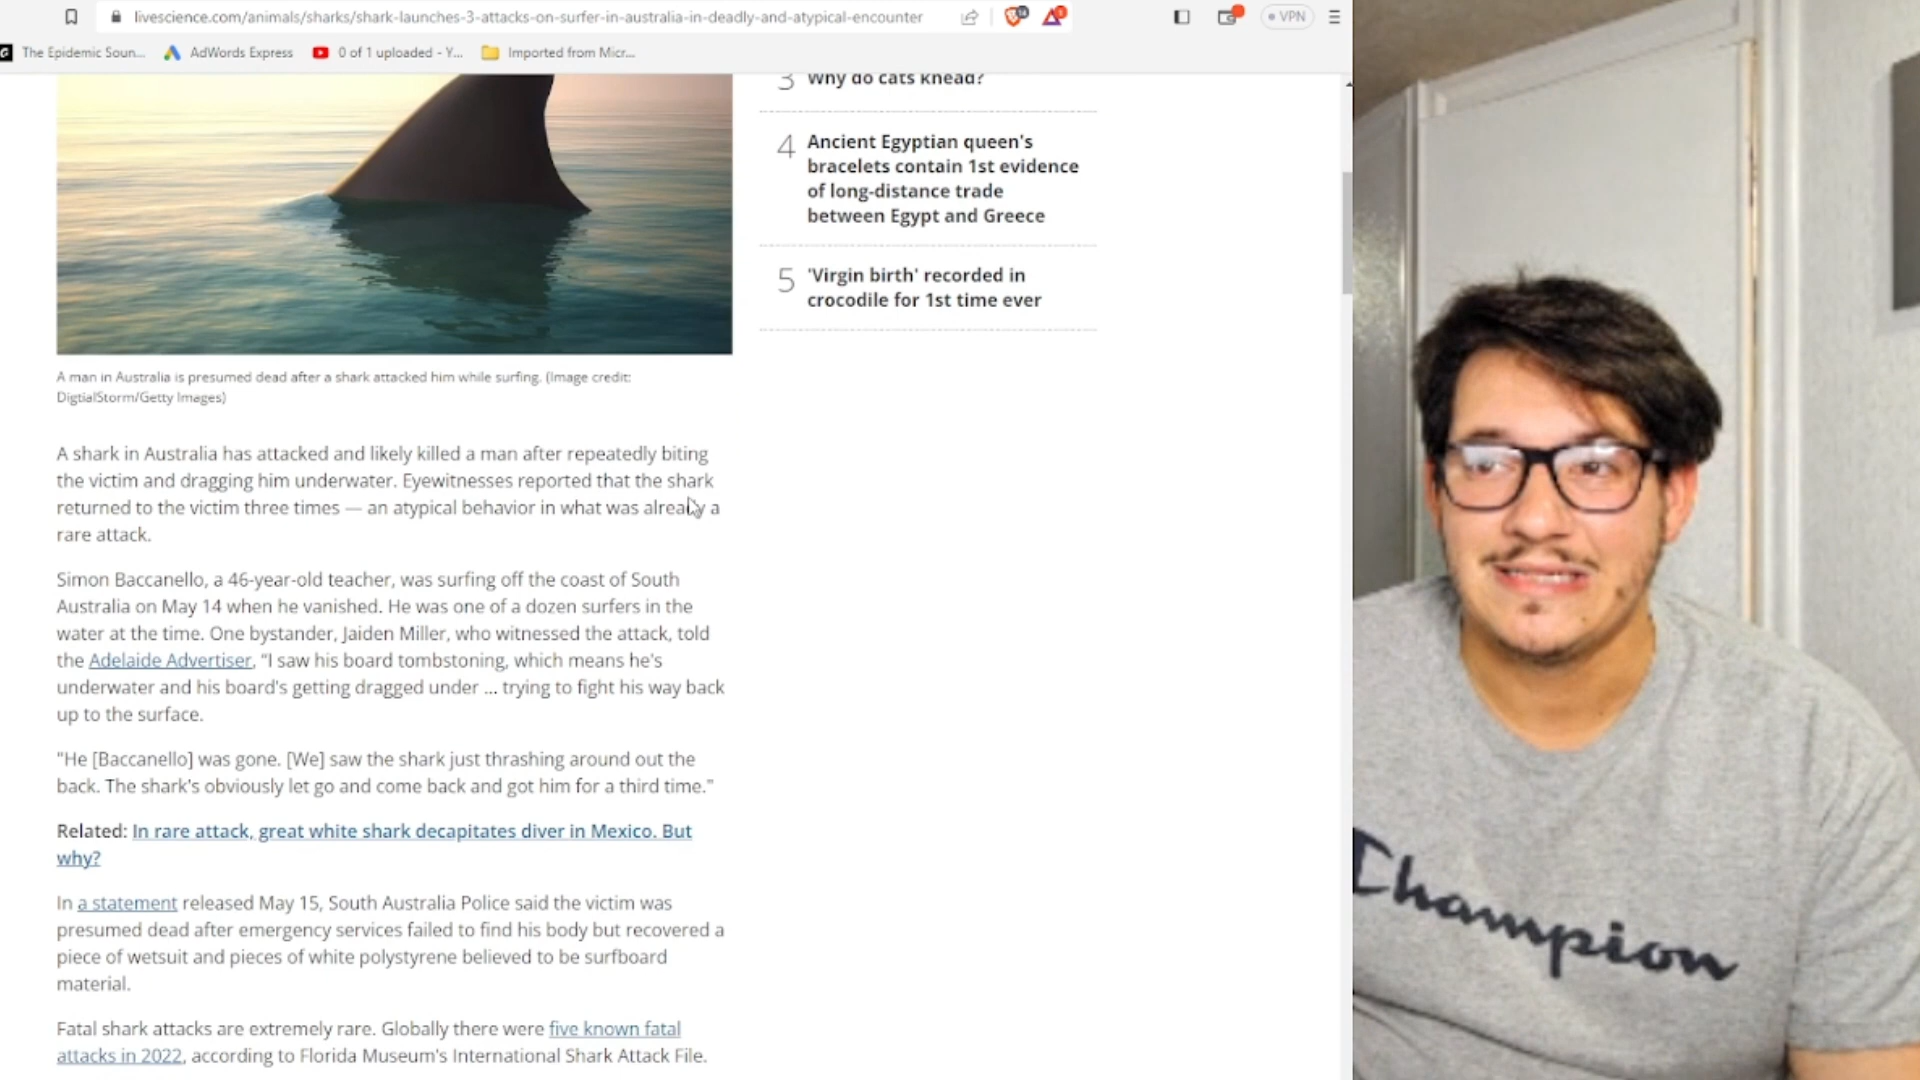 livescience.com/animals/sharks/shark-launches-3-attacks-on-surfer-in-australia-in-deadly-and-atypical-encounter
VPN
The Epidemic Soun...
AdWords Express
0 of 1 uploaded - Y...
Imported from Micr...
3 Why do cats knead?
4 Ancient Egyptian queen's
bracelets contain 1st evidence
of long-distance trade
between Egypt and Greece
5 'Virgin birth' recorded in
crocodile for 1st time ever
A man in Australia is presumed dead after a shark attacked him while surfing. (Image credit:
DigtialStorm/Getty Images)
A shark in Australia has attacked and likely killed a man after repeatedly biting
the victim and dragging him underwater. Eyewitnesses reported that the shark
returned to the victim three times — an atypical behavior in what was already a
rare attack.
Simon Baccanello, a 46-year-old teacher, was surfing off the coast of South
Australia on May 14 when he vanished. He was one of a dozen surfers in the
water at the time. One bystander, Jaiden Miller, who witnessed the attack, told
the Adelaide Advertiser, "I saw his board tombstoning, which means he's
underwater and his board's getting dragged under ... trying to fight his way back
up to the surface.
"He [Baccanello] was gone. [We] saw the shark just thrashing around out the
back. The shark's obviously let go and come back and got him for a third time."
Related: In rare attack, great white shark decapitates diver in Mexico. But
why?
In a statement released May 15, South Australia Police said the victim was
presumed dead after emergency services failed to find his body but recovered a
piece of wetsuit and pieces of white polystyrene believed to be surfboard
material.
Fatal shark attacks are extremely rare. Globally there were five known fatal
attacks in 2022, according to Florida Museum's International Shark Attack File.
Champion